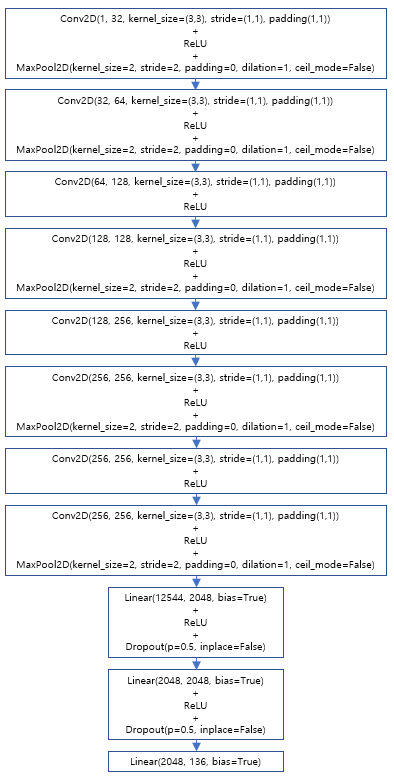 Conv2D(1, 32, kernel_size=(3,3), stride=(1,1), padding(1,1))
+
ReLU
+
MaxPool2D(kernel_size=2, stride=2, padding=0, dilation=1, ceil_mode=False)
Conv2D(32, 64, kernel_size=(3,3), stride=(1,1), padding(1,1))
+
ReLU
+
MaxPool2D(kernel_size=2, stride=2, padding=0, dilation=1, ceil_mode=False)
Conv2D(64, 128, kernel_size=(3,3), stride=(1,1), padding(1,1))
+
ReLU
Conv2D(128, 128, kernel_size=(3,3), stride=(1,1), padding(1,1))
+
ReLU
+
MaxPool2D(kernel_size=2, stride=2, padding=0, dilation=1, ceil_mode=False)
Conv2D(128, 256, kernel_size=(3,3), stride=(1,1), padding(1,1))
+
ReLU
Conv2D(256, 256, kernel_size=(3,3), stride=(1,1), padding(1,1))
+
ReLU
+
MaxPool2D(kernel_size=2, stride=2, padding=0, dilation=1, ceil_mode=False)
Conv2D(256, 256, kernel_size=(3,3), stride=(1,1), padding(1,1))
+
ReLU
Conv2D(256, 256, kernel_size=(3,3), stride=(1,1), padding(1,1))
+
ReLU
+
MaxPool2D(kernel_size=2, stride=2, padding=0, dilation=1, ceil_mode=False)
Linear(12544, 2048, bias=True)
+
ReLU
+
Dropout(p=0.5, inplace=False)
Linear(2048, 2048, bias=True)
+
ReLU
+
Dropout(p=0.5, inplace=False)
Linear(2048, 136, bias=True)